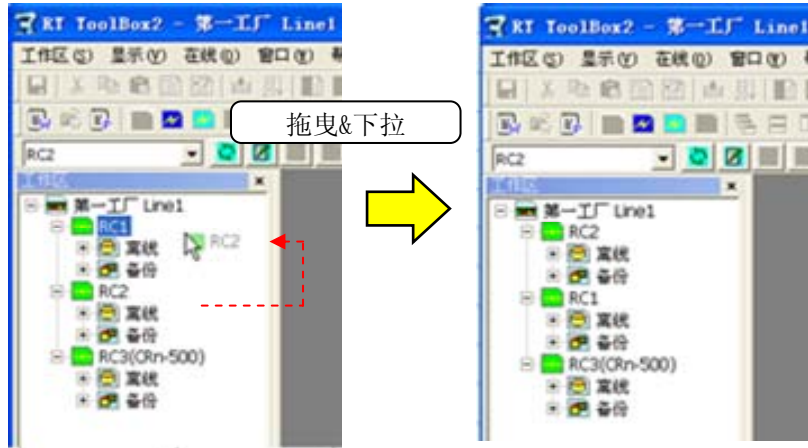 RT ToolBox2 - 第一工厂 Line1
工作区(S) 显示(V) 在线(O) 窗口(W)
RC2
工作区
第一工厂 Line1
RC1
RC2
离线
备份
RC2
离线
备份
RC3(CRn-500)
离线
备份
拖曳&下拉
RT ToolBox2 - 第一工厂 Line1
工作区(S) 显示(V) 在线(O) 窗口(W)
RC2
工作区
第一工厂 Line1
RC2
离线
备份
RC1
离线
备份
RC3(CRn-500)
离线
备份